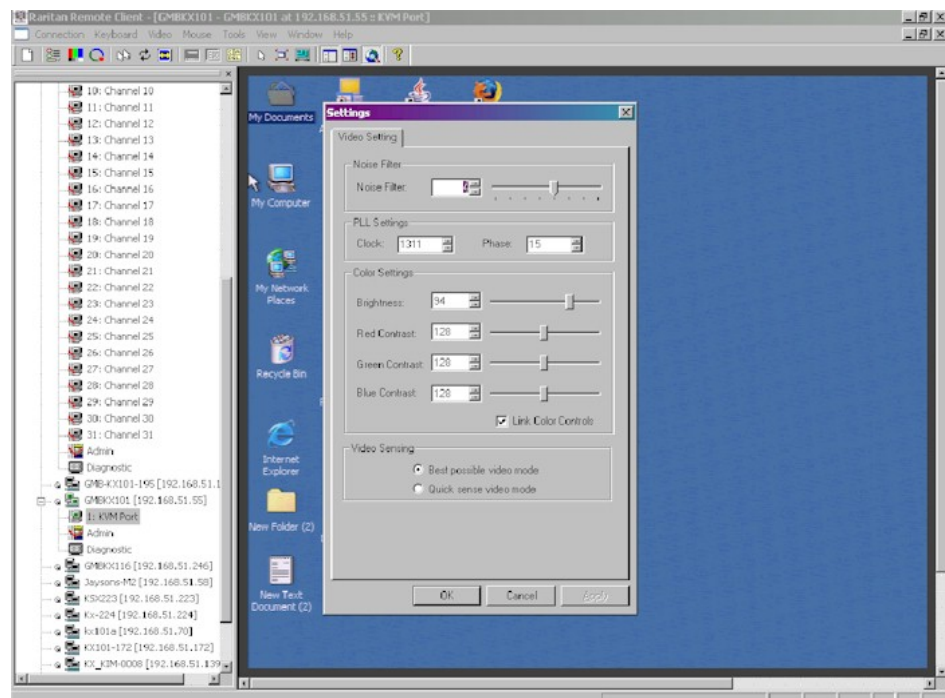 Raritan Remote Client - [GMBKX101 - GMBKX101 at 192.168.51.55 :: KVM Port]
Connection Keyboard Video Mouse Tools View Window Help
10: Channel 10
11: Channel 11
12: Channel 12
13: Channel 13
14: Channel 14
15: Channel 15
16: Channel 16
17: Channel 17
18: Channel 18
19: Channel 19
20: Channel 20
21: Channel 21
22: Channel 22
23: Channel 23
24: Channel 24
25: Channel 25
26: Channel 26
27: Channel 27
28: Channel 28
29: Channel 29
30: Channel 30
31: Channel 31
Admin
Diagnostic
GMB-KX101-195 [192.168.51.1
GMBKX101 [192.168.51.55]
1: KVM Port
Admin
Diagnostic
GMBKX116 [192.168.51.246]
Jaysons-M2 [192.168.51.58]
KSX223 [192.168.51.223]
Kx-224 [192.168.51.224]
kx101a [192.168.51.70]
KX101-172 [192.168.51.172]
KX_KIM-0008 [192.168.51.139
My Documents
My Computer
My Network
Places
Recycle Bin
Internet
Explorer
New Folder (2)
New Text
Document (2)
Settings
Video Setting
Noise Filter
Noise Filter:
PLL Settings
Clock: 1311 Phase: 15
Color Settings
Brightness: 94
Red Contrast: 128
Green Contrast: 128
Blue Contrast: 128
Link Color Controls
Video Sensing
Best possible video mode
Quick sense video mode
OK Cancel Apply